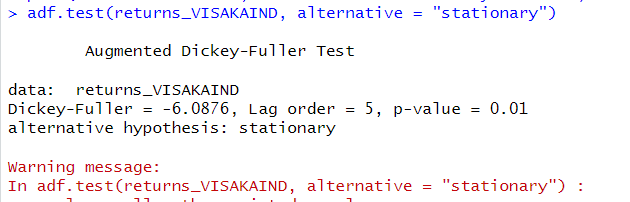 > adf.test(returns_VISAKAIND, alternative = "stationary")
Augmented Dickey-Fuller Test
data: returns_VISAKAIND
Dickey-Fuller = -6.0876, Lag order = 5, p-value = 0.01
alternative hypothesis: stationary
Warning message:
In adf.test(returns_VISAKAIND, alternative = "stationary") :